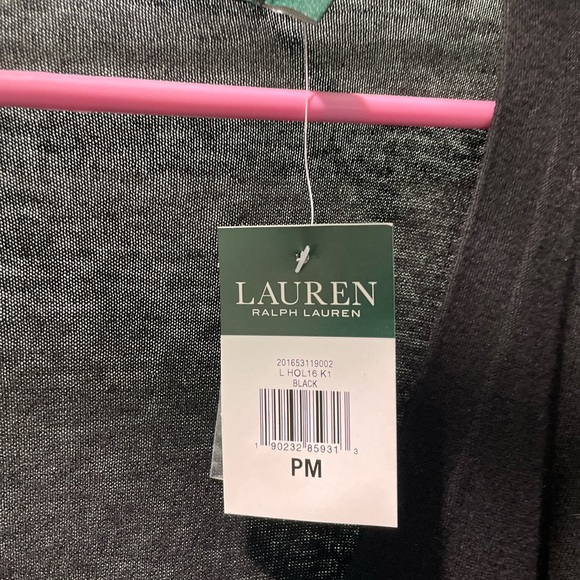 LAUREN
RALPH LAUREN
201653119002
L HOL16 K1
BLACK
1 90232 85931 3
PM